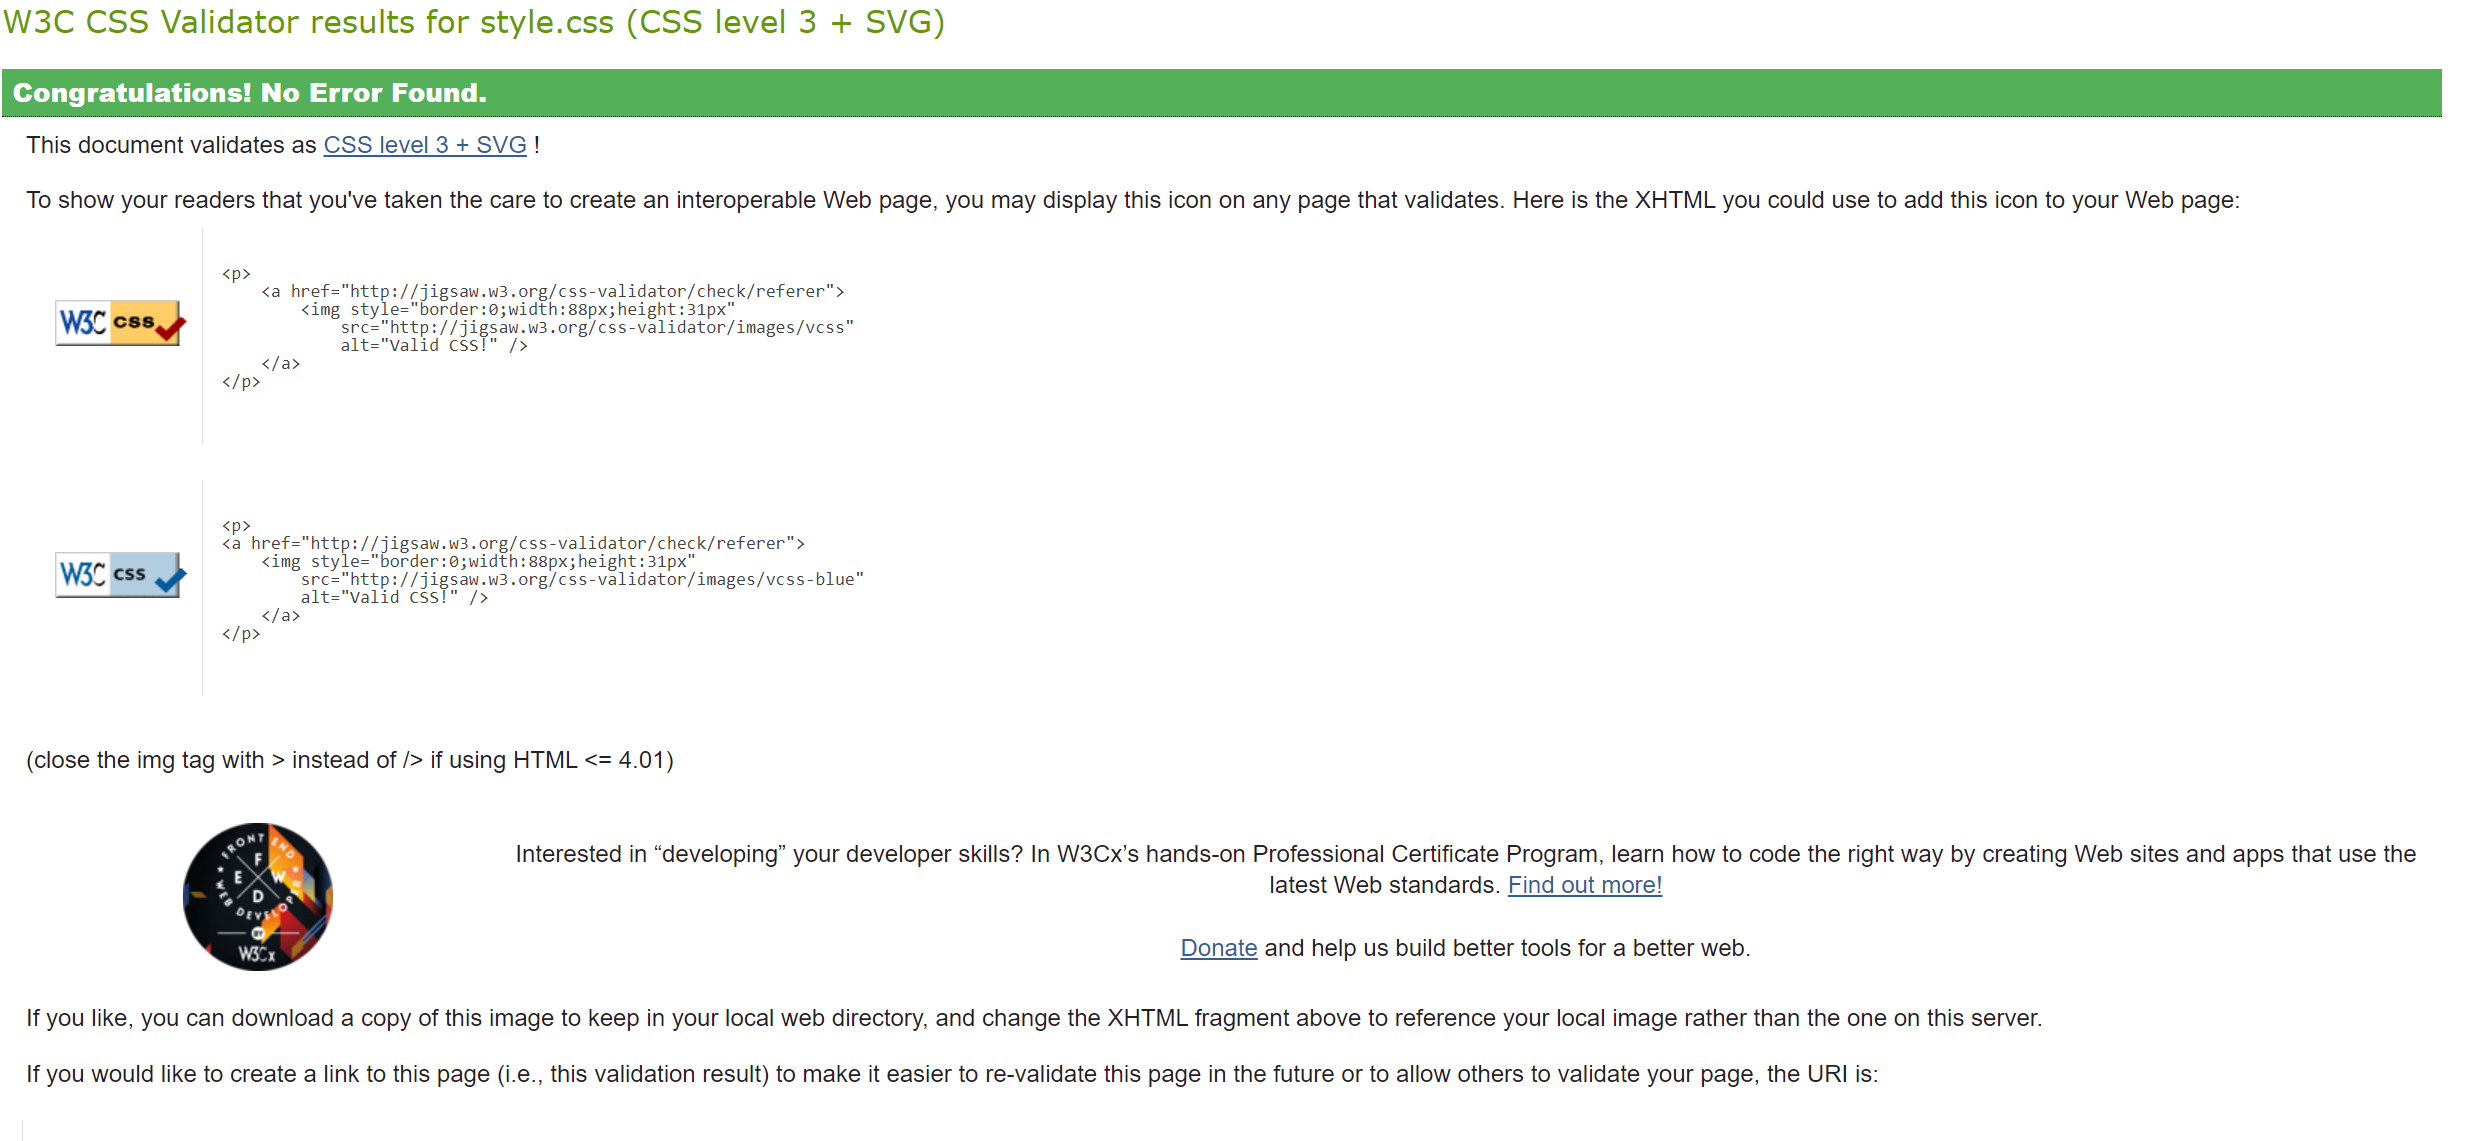 W3C CSS Validator results for style.css (CSS level 3 + SVG)
Congratulations! No Error Found.
This document validates as CSS level 3 + SVG !
To show your readers that you've taken the care to create an interoperable Web page, you may display this icon on any page that validates. Here is the XHTML you could use to add this icon to your Web page:
W3C css
<p>
    <a href="http://jigsaw.w3.org/css-validator/check/referer">
        <img style="border:0;width:88px;height:31px"
            src="http://jigsaw.w3.org/css-validator/images/vcss"
            alt="Valid CSS!" />
    </a>
</p>
W3C css
<p>
<a href="http://jigsaw.w3.org/css-validator/check/referer">
    <img style="border:0;width:88px;height:31px"
        src="http://jigsaw.w3.org/css-validator/images/vcss-blue"
        alt="Valid CSS!" />
    </a>
</p>
(close the img tag with > instead of /> if using HTML <= 4.01)
FRONT END
WEB DEVELOPER
F
E W
D
W3Cx
Interested in “developing” your developer skills? In W3Cx’s hands-on Professional Certificate Program, learn how to code the right way by creating Web sites and apps that use the
latest Web standards. Find out more!
Donate and help us build better tools for a better web.
If you like, you can download a copy of this image to keep in your local web directory, and change the XHTML fragment above to reference your local image rather than the one on this server.
If you would like to create a link to this page (i.e., this validation result) to make it easier to re-validate this page in the future or to allow others to validate your page, the URI is: